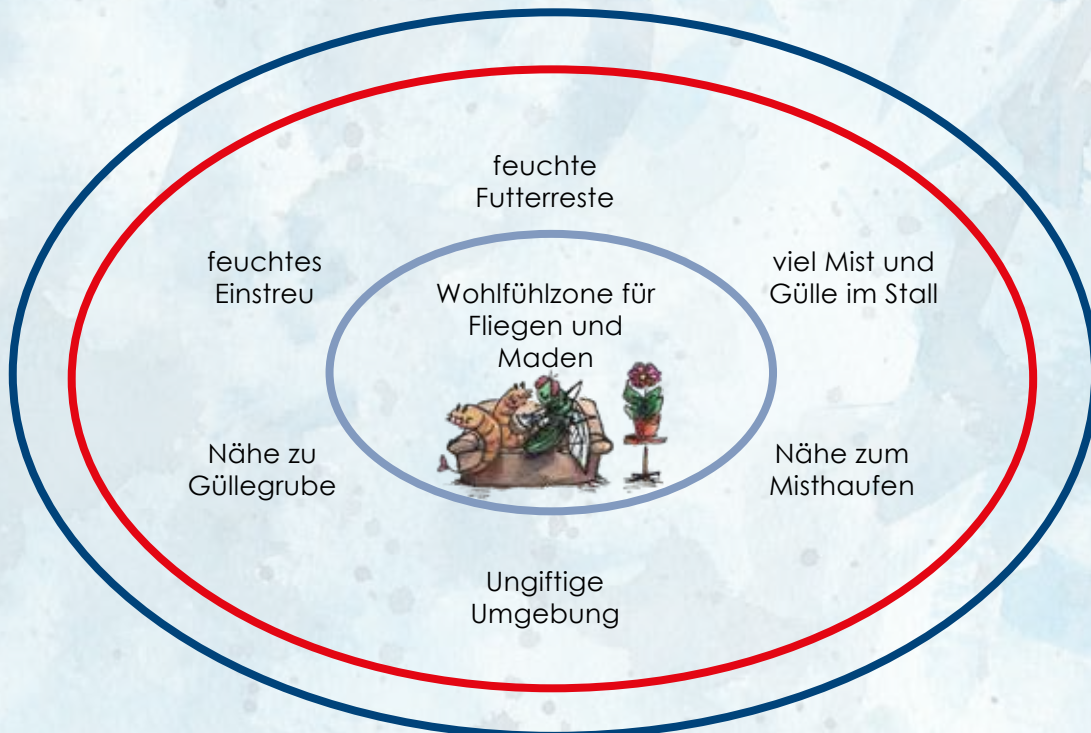 feuchte
Futterreste
feuchtes
Einstreu
Wohlfühlzone für
Fliegen und
Maden
viel Mist und
Gülle im Stall
Nähe zu
Güllegrube
Nähe zum
Misthaufen
Ungiftige
Umgebung